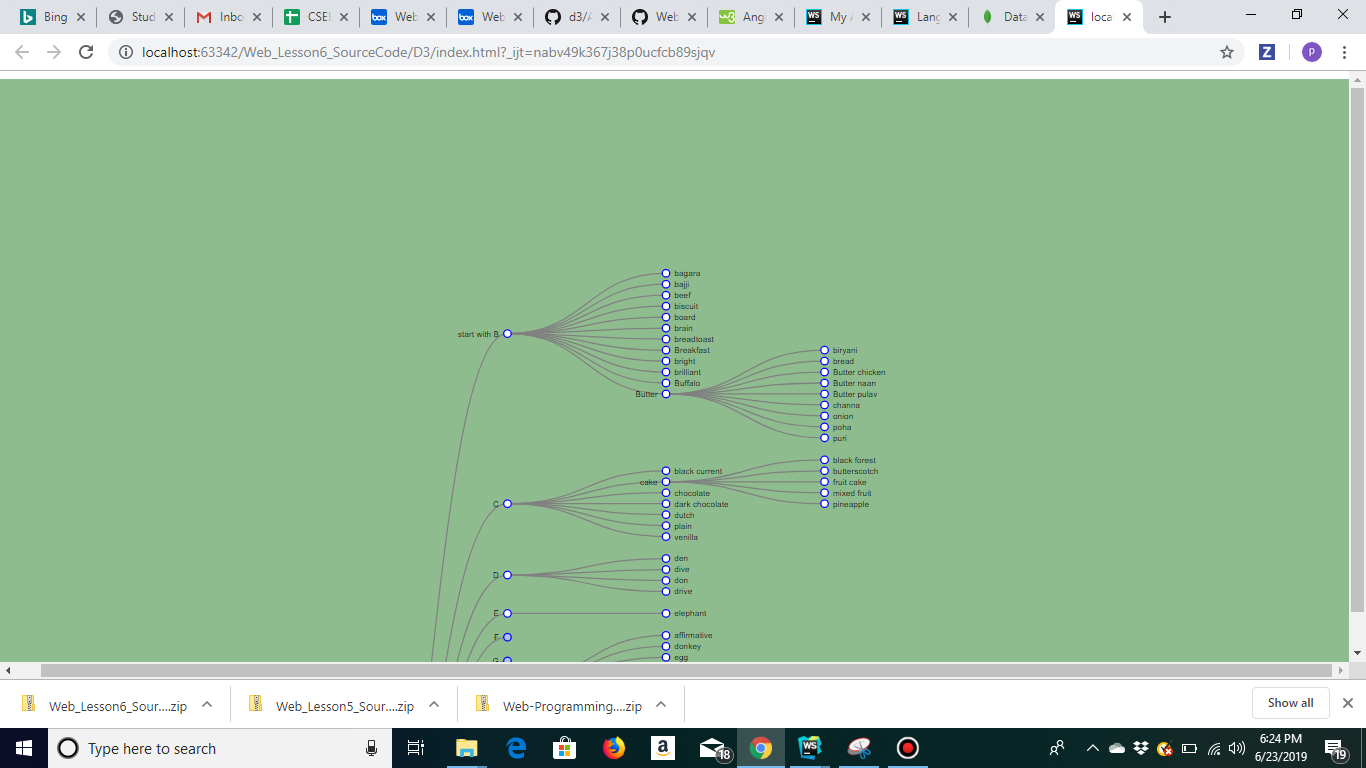 Bing
Stud
Inbo
CSEE
Web
Web
d3/
Web
Ang
My
Lang
Data
loca
localhost:63342/Web_Lesson6_SourceCode/D3/index.html?_ijt=nabv49k367j38p0ucfcb89sjqv
bagara
bajji
beef
biscuit
board
start with B
brain
breadtoast
Breakfast
biryani
bright
bread
brilliant
Butter chicken
Buffalo
Butter naan
Butter
Butter pulav
channa
onion
poha
puri
black forest
black current
butterscotch
cake
fruit cake
chocolate
mixed fruit
C
dark chocolate
pineapple
dutch
plain
venilla
den
dive
D
don
drive
E
elephant
F
affirmative
donkey
egg
Web_Lesson6_Sour....zip
Web_Lesson5_Sour....zip
Web-Programming....zip
Show all
Type here to search
18
6:24 PM
6/23/2019
19